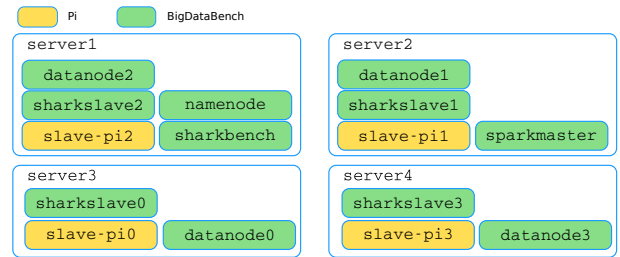 Pi BigDataBench
server1
datanode2
sharkslave2 namenode
slave-pi2 sharkbench
server2
datanode1
sharkslave1
slave-pi1 sparkmaster
server3
sharkslave0
slave-pi0 datanode0
server4
sharkslave3
slave-pi3 datanode3